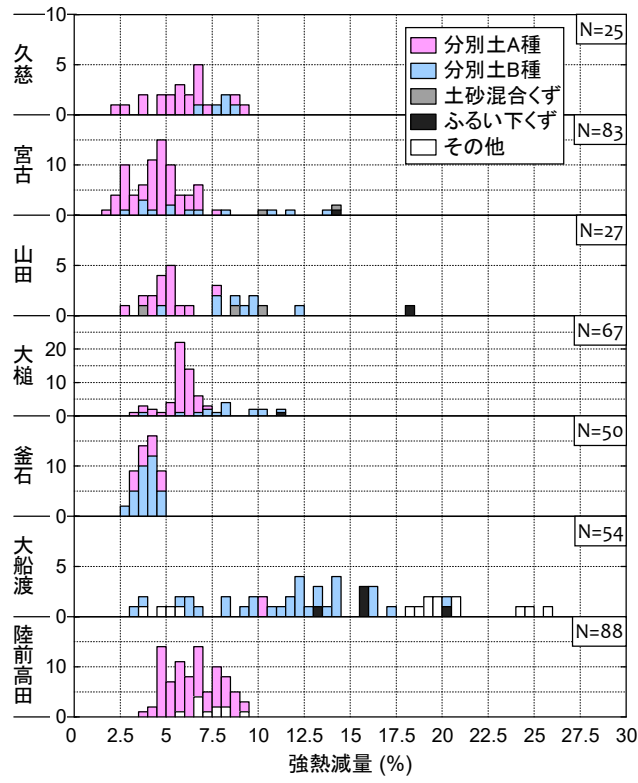 10
5
0
久慈
N=25
分別土A種
分別土B種
土砂混合くず
ふるい下くず
その他
10
0
宮古
N=83
5
0
山田
N=27
20
10
0
大槌
N=67
10
0
釜石
N=50
5
0
大船渡
N=54
10
0
陸前高田
N=88
0 2.5 5 7.5 10 12.5 15 17.5 20 22.5 25 27.5 30
強熱減量 (%)